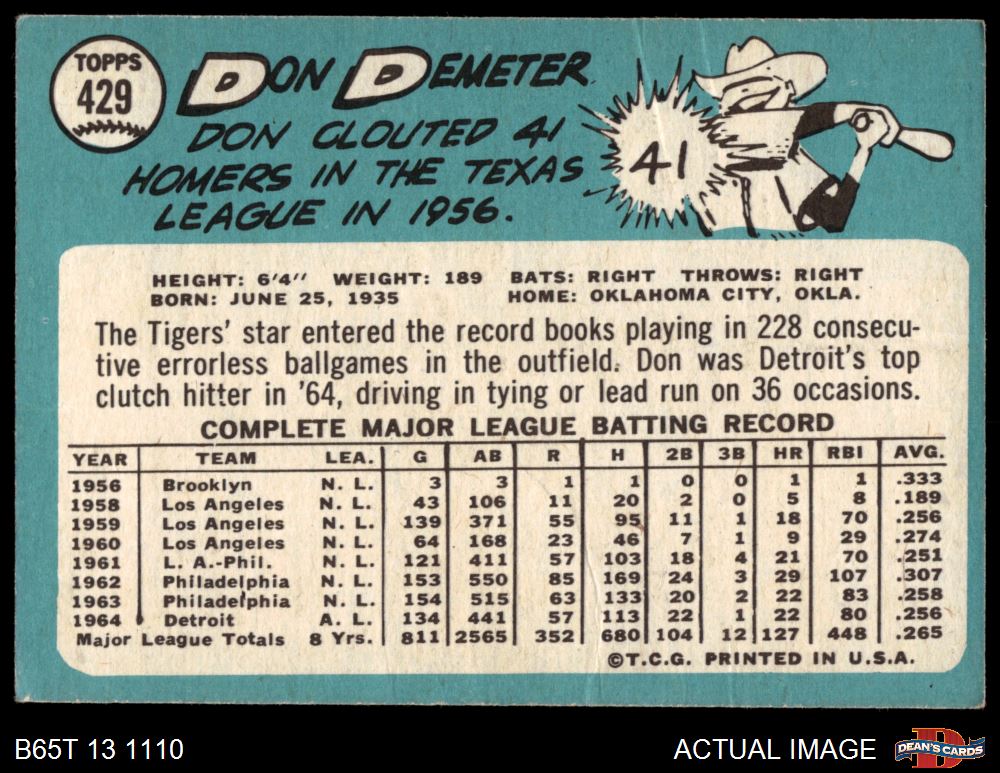 TOPPS
429
DON DEMETER
DON CLOUTED 41
HOMERS IN THE TEXAS
LEAGUE IN 1956.
41
HEIGHT: 6'4" WEIGHT: 189 BATS: RIGHT THROWS: RIGHT
BORN: JUNE 25, 1935 HOME: OKLAHOMA CITY, OKLA.
The Tigers' star entered the record books playing in 228 consecu-
tive errorless ballgames in the outfield. Don was Detroit's top
clutch hitter in '64, driving in tying or lead run on 36 occasions.
COMPLETE MAJOR LEAGUE BATTING RECORD
YEAR TEAM LEA. G AB R H 2B 3B HR RBI AVG.
1956 Brooklyn N. L. 3 3 1 1 0 0 1 1 .333
1958 Los Angeles N. L. 43 106 11 20 2 0 5 8 .189
1959 Los Angeles N. L. 139 371 55 95 11 1 18 70 .256
1960 Los Angeles N. L. 64 168 23 46 7 1 9 29 .274
1961 L. A.-Phil. N. L. 121 411 57 103 18 4 21 70 .251
1962 Philadelphia N. L. 153 550 85 169 24 3 29 107 .307
1963 Philadelphia N. L. 154 515 63 133 20 2 22 83 .258
1964 Detroit A. L. 134 441 57 113 22 1 22 80 .256
Major League Totals 8 Yrs. 811 2565 352 680 104 12 127 448 .265
©T.C.G. PRINTED IN U.S.A.
B65T 13 1110 ACTUAL IMAGE
D
DEAN'S CARDS